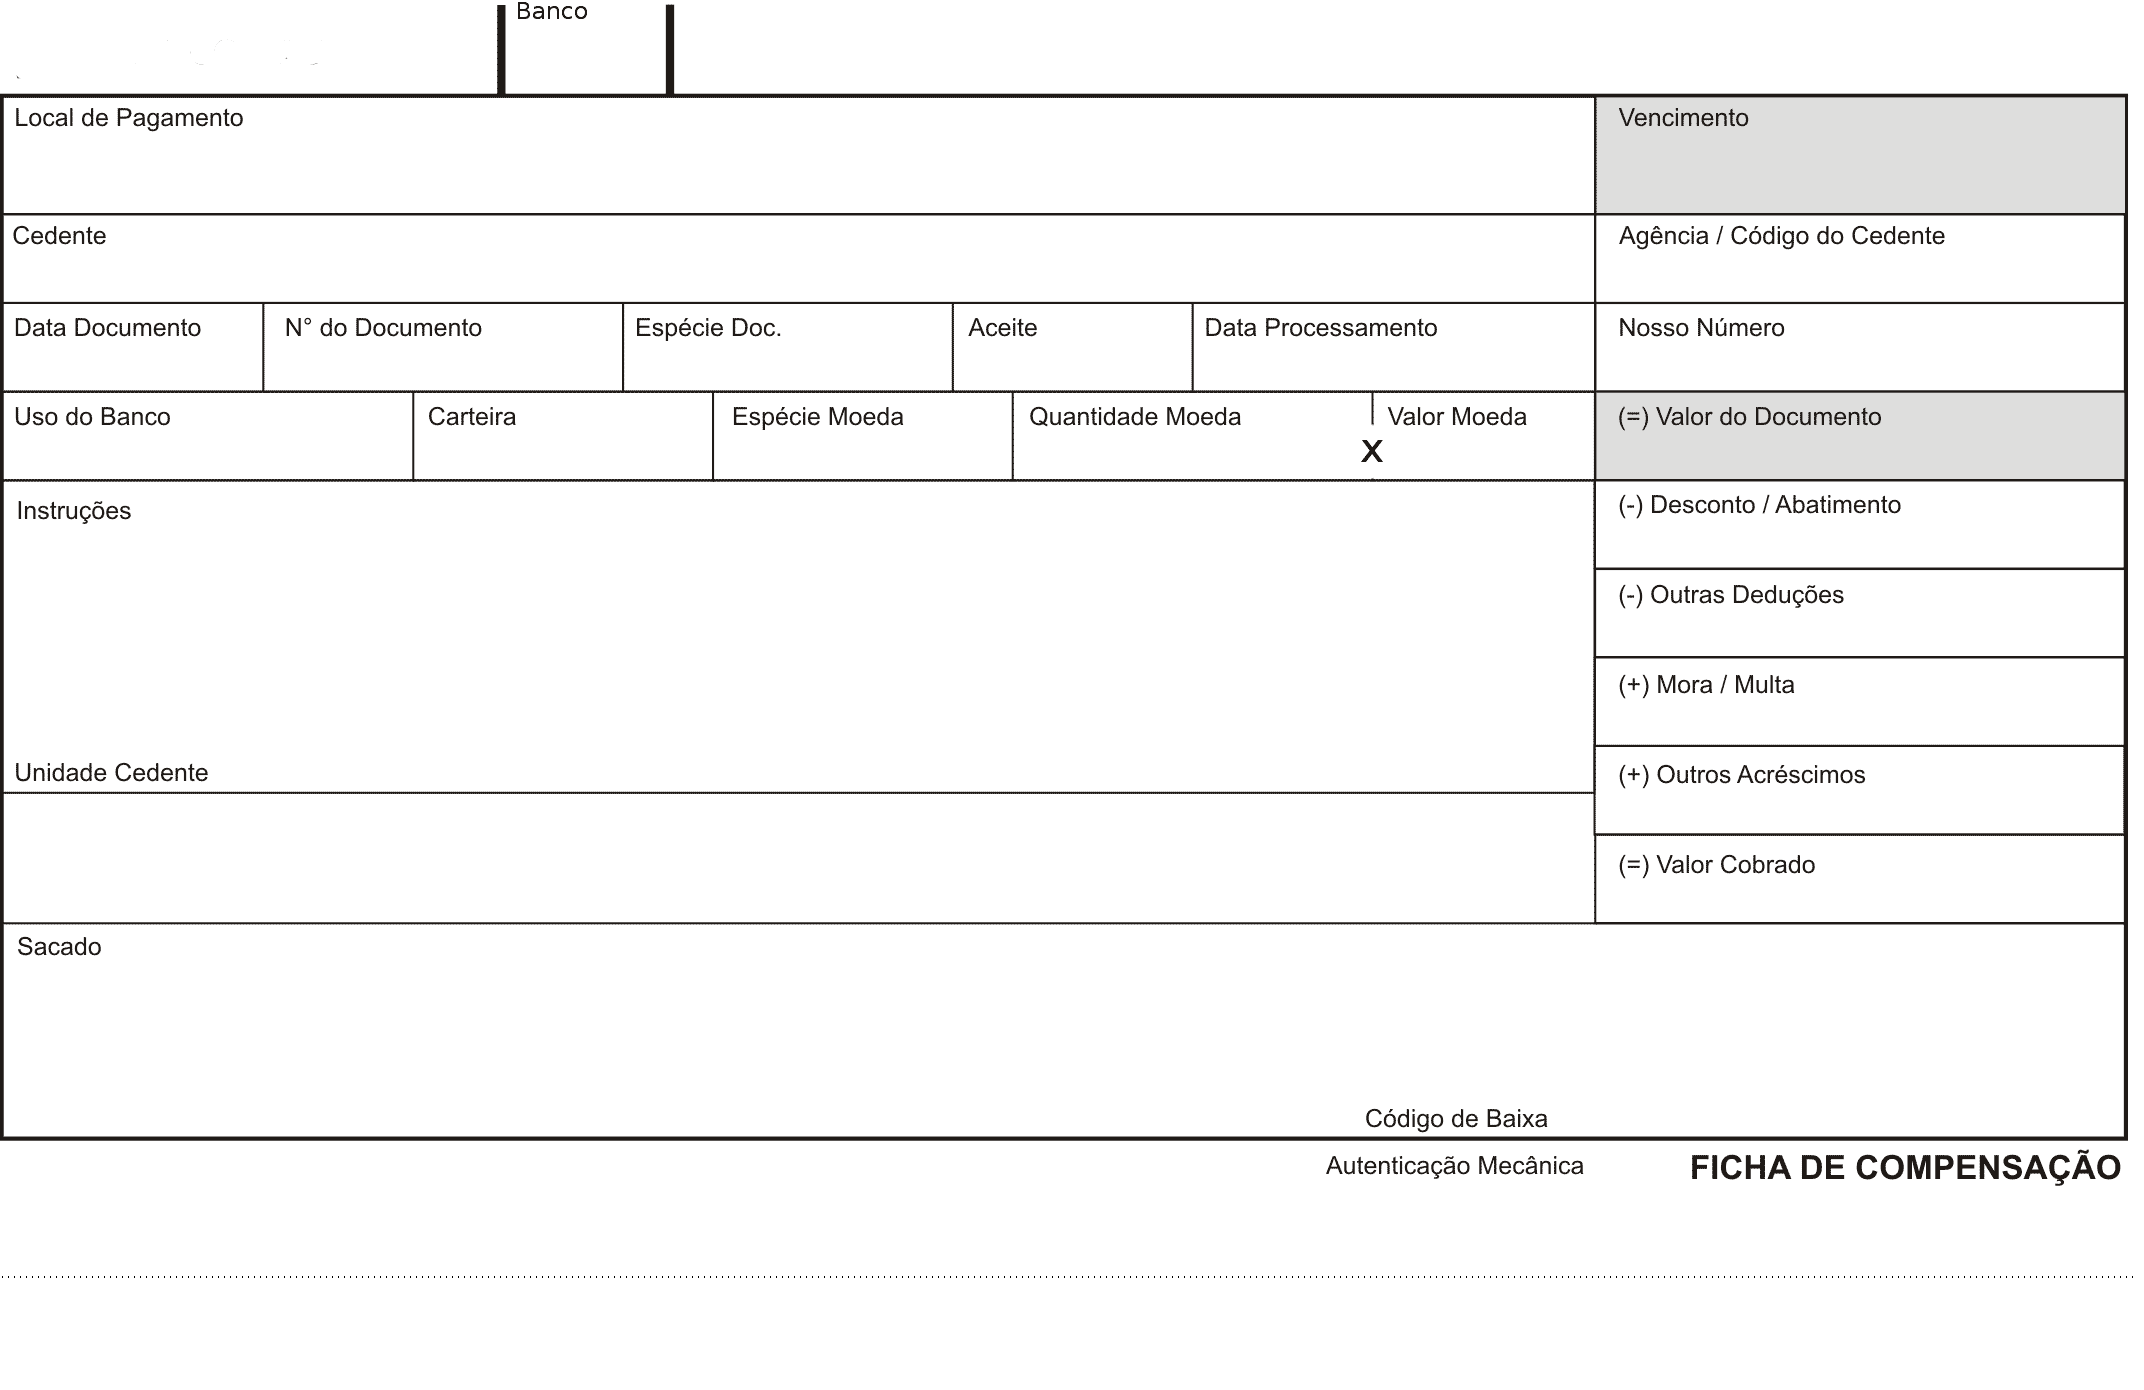 Banco
Local de Pagamento
Vencimento
Cedente
Agência / Código do Cedente
Data Documento
N° do Documento
Espécie Doc.
Aceite
Data Processamento
Nosso Número
Uso do Banco
Carteira
Espécie Moeda
Quantidade Moeda
X
Valor Moeda
(=) Valor do Documento
Instruções
(-) Desconto / Abatimento
(-) Outras Deduções
(+) Mora / Multa
Unidade Cedente
(+) Outros Acréscimos
(=) Valor Cobrado
Sacado
Código de Baixa
Autenticação Mecânica
FICHA DE COMPENSAÇÃO